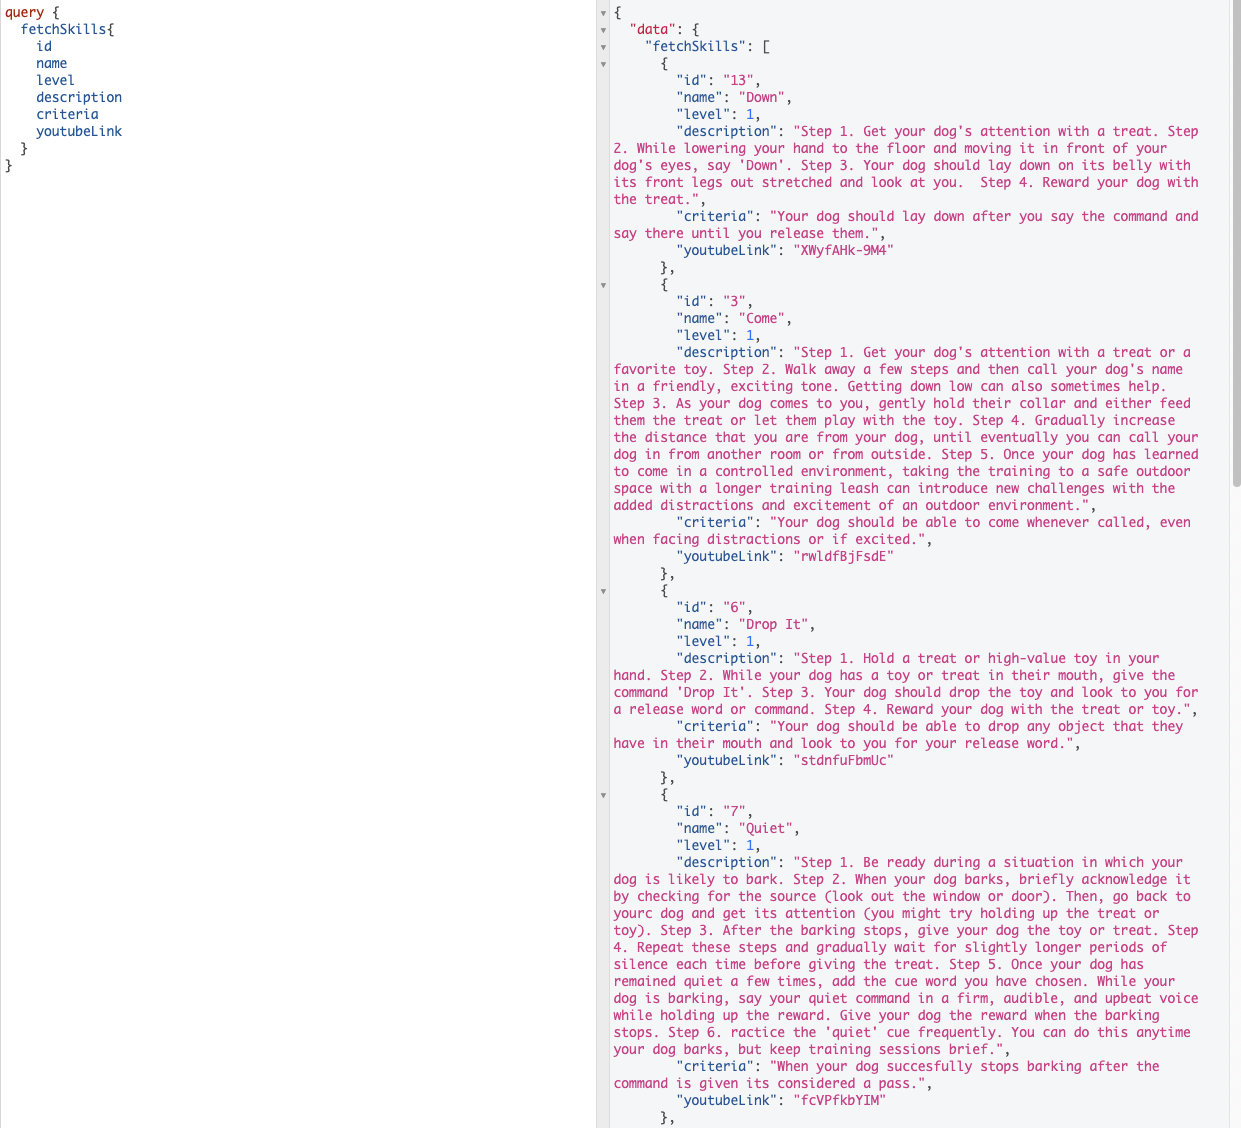 query {
  fetchSkills{
    id
    name
    level
    description
    criteria
    youtubeLink
  }
}
{
  "data": {
    "fetchSkills": [
      {
        "id": "13",
        "name": "Down",
        "level": 1,
        "description": "Step 1. Get your dog's attention with a treat. Step
2. While lowering your hand to the floor and moving it in front of your
dog's eyes, say 'Down'. Step 3. Your dog should lay down on its belly with
its front legs out stretched and look at you.  Step 4. Reward your dog with
the treat.",
        "criteria": "Your dog should lay down after you say the command and
say there until you release them.",
        "youtubeLink": "XWyfAHk-9M4"
      },
      {
        "id": "3",
        "name": "Come",
        "level": 1,
        "description": "Step 1. Get your dog's attention with a treat or a
favorite toy. Step 2. Walk away a few steps and then call your dog's name
in a friendly, exciting tone. Getting down low can also sometimes help.
Step 3. As your dog comes to you, gently hold their collar and either feed
them the treat or let them play with the toy. Step 4. Gradually increase
the distance that you are from your dog, until eventually you can call your
dog in from another room or from outside. Step 5. Once your dog has learned
to come in a controlled environment, taking the training to a safe outdoor
space with a longer training leash can introduce new challenges with the
added distractions and excitement of an outdoor environment.",
        "criteria": "Your dog should be able to come whenever called, even
when facing distractions or if excited.",
        "youtubeLink": "rwldfBjFsdE"
      },
      {
        "id": "6",
        "name": "Drop It",
        "level": 1,
        "description": "Step 1. Hold a treat or high-value toy in your
hand. Step 2. While your dog has a toy or treat in their mouth, give the
command 'Drop It'. Step 3. Your dog should drop the toy and look to you for
a release word or command. Step 4. Reward your dog with the treat or toy.",
        "criteria": "Your dog should be able to drop any object that they
have in their mouth and look to you for your release word.",
        "youtubeLink": "stdnfuFbmUc"
      },
      {
        "id": "7",
        "name": "Quiet",
        "level": 1,
        "description": "Step 1. Be ready during a situation in which your
dog is likely to bark. Step 2. When your dog barks, briefly acknowledge it
by checking for the source (look out the window or door). Then, go back to
yourc dog and get its attention (you might try holding up the treat or
toy). Step 3. After the barking stops, give your dog the toy or treat. Step
4. Repeat these steps and gradually wait for slightly longer periods of
silence each time before giving the treat. Step 5. Once your dog has
remained quiet a few times, add the cue word you have chosen. While your
dog is barking, say your quiet command in a firm, audible, and upbeat voice
while holding up the reward. Give your dog the reward when the barking
stops. Step 6. ractice the 'quiet' cue frequently. You can do this anytime
your dog barks, but keep training sessions brief.",
        "criteria": "When your dog succesfully stops barking after the
command is given its considered a pass.",
        "youtubeLink": "fcVPfkbYIM"
      },